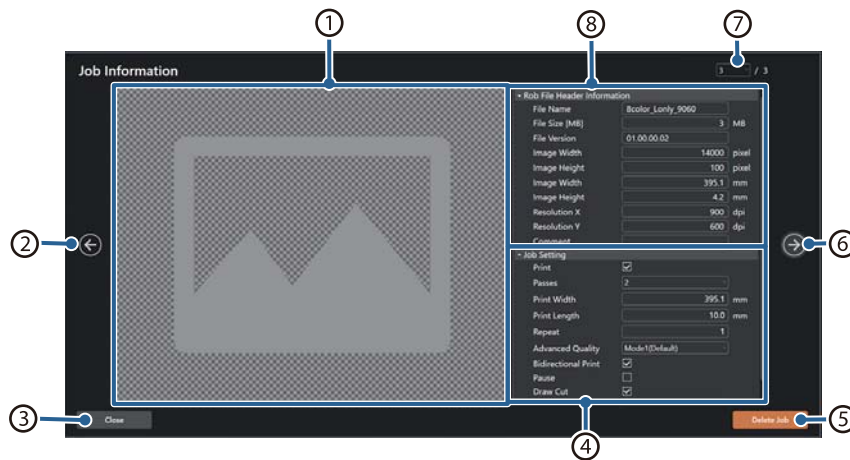 ① ⑧ ⑦
Job Information 3 / 3
Rob File Header Information
File Name 8color_Lonly_9060
File Size [MB] 3 MB
File Version 01.00.00.02
Image Width 14000 pixel
Image Height 100 pixel
Image Width 395.1 mm
Image Height 4.2 mm
Resolution X 900 dpi
Resolution Y 600 dpi
Comment
② ⑥
Job Setting
Print
Passes 2
Print Width 395.1 mm
Print Length 10.0 mm
Repeat 1
Advanced Quality Mode1(Default)
Bidirectional Print
Pause
Draw Cut
③ Close Delete Job ⑤
④